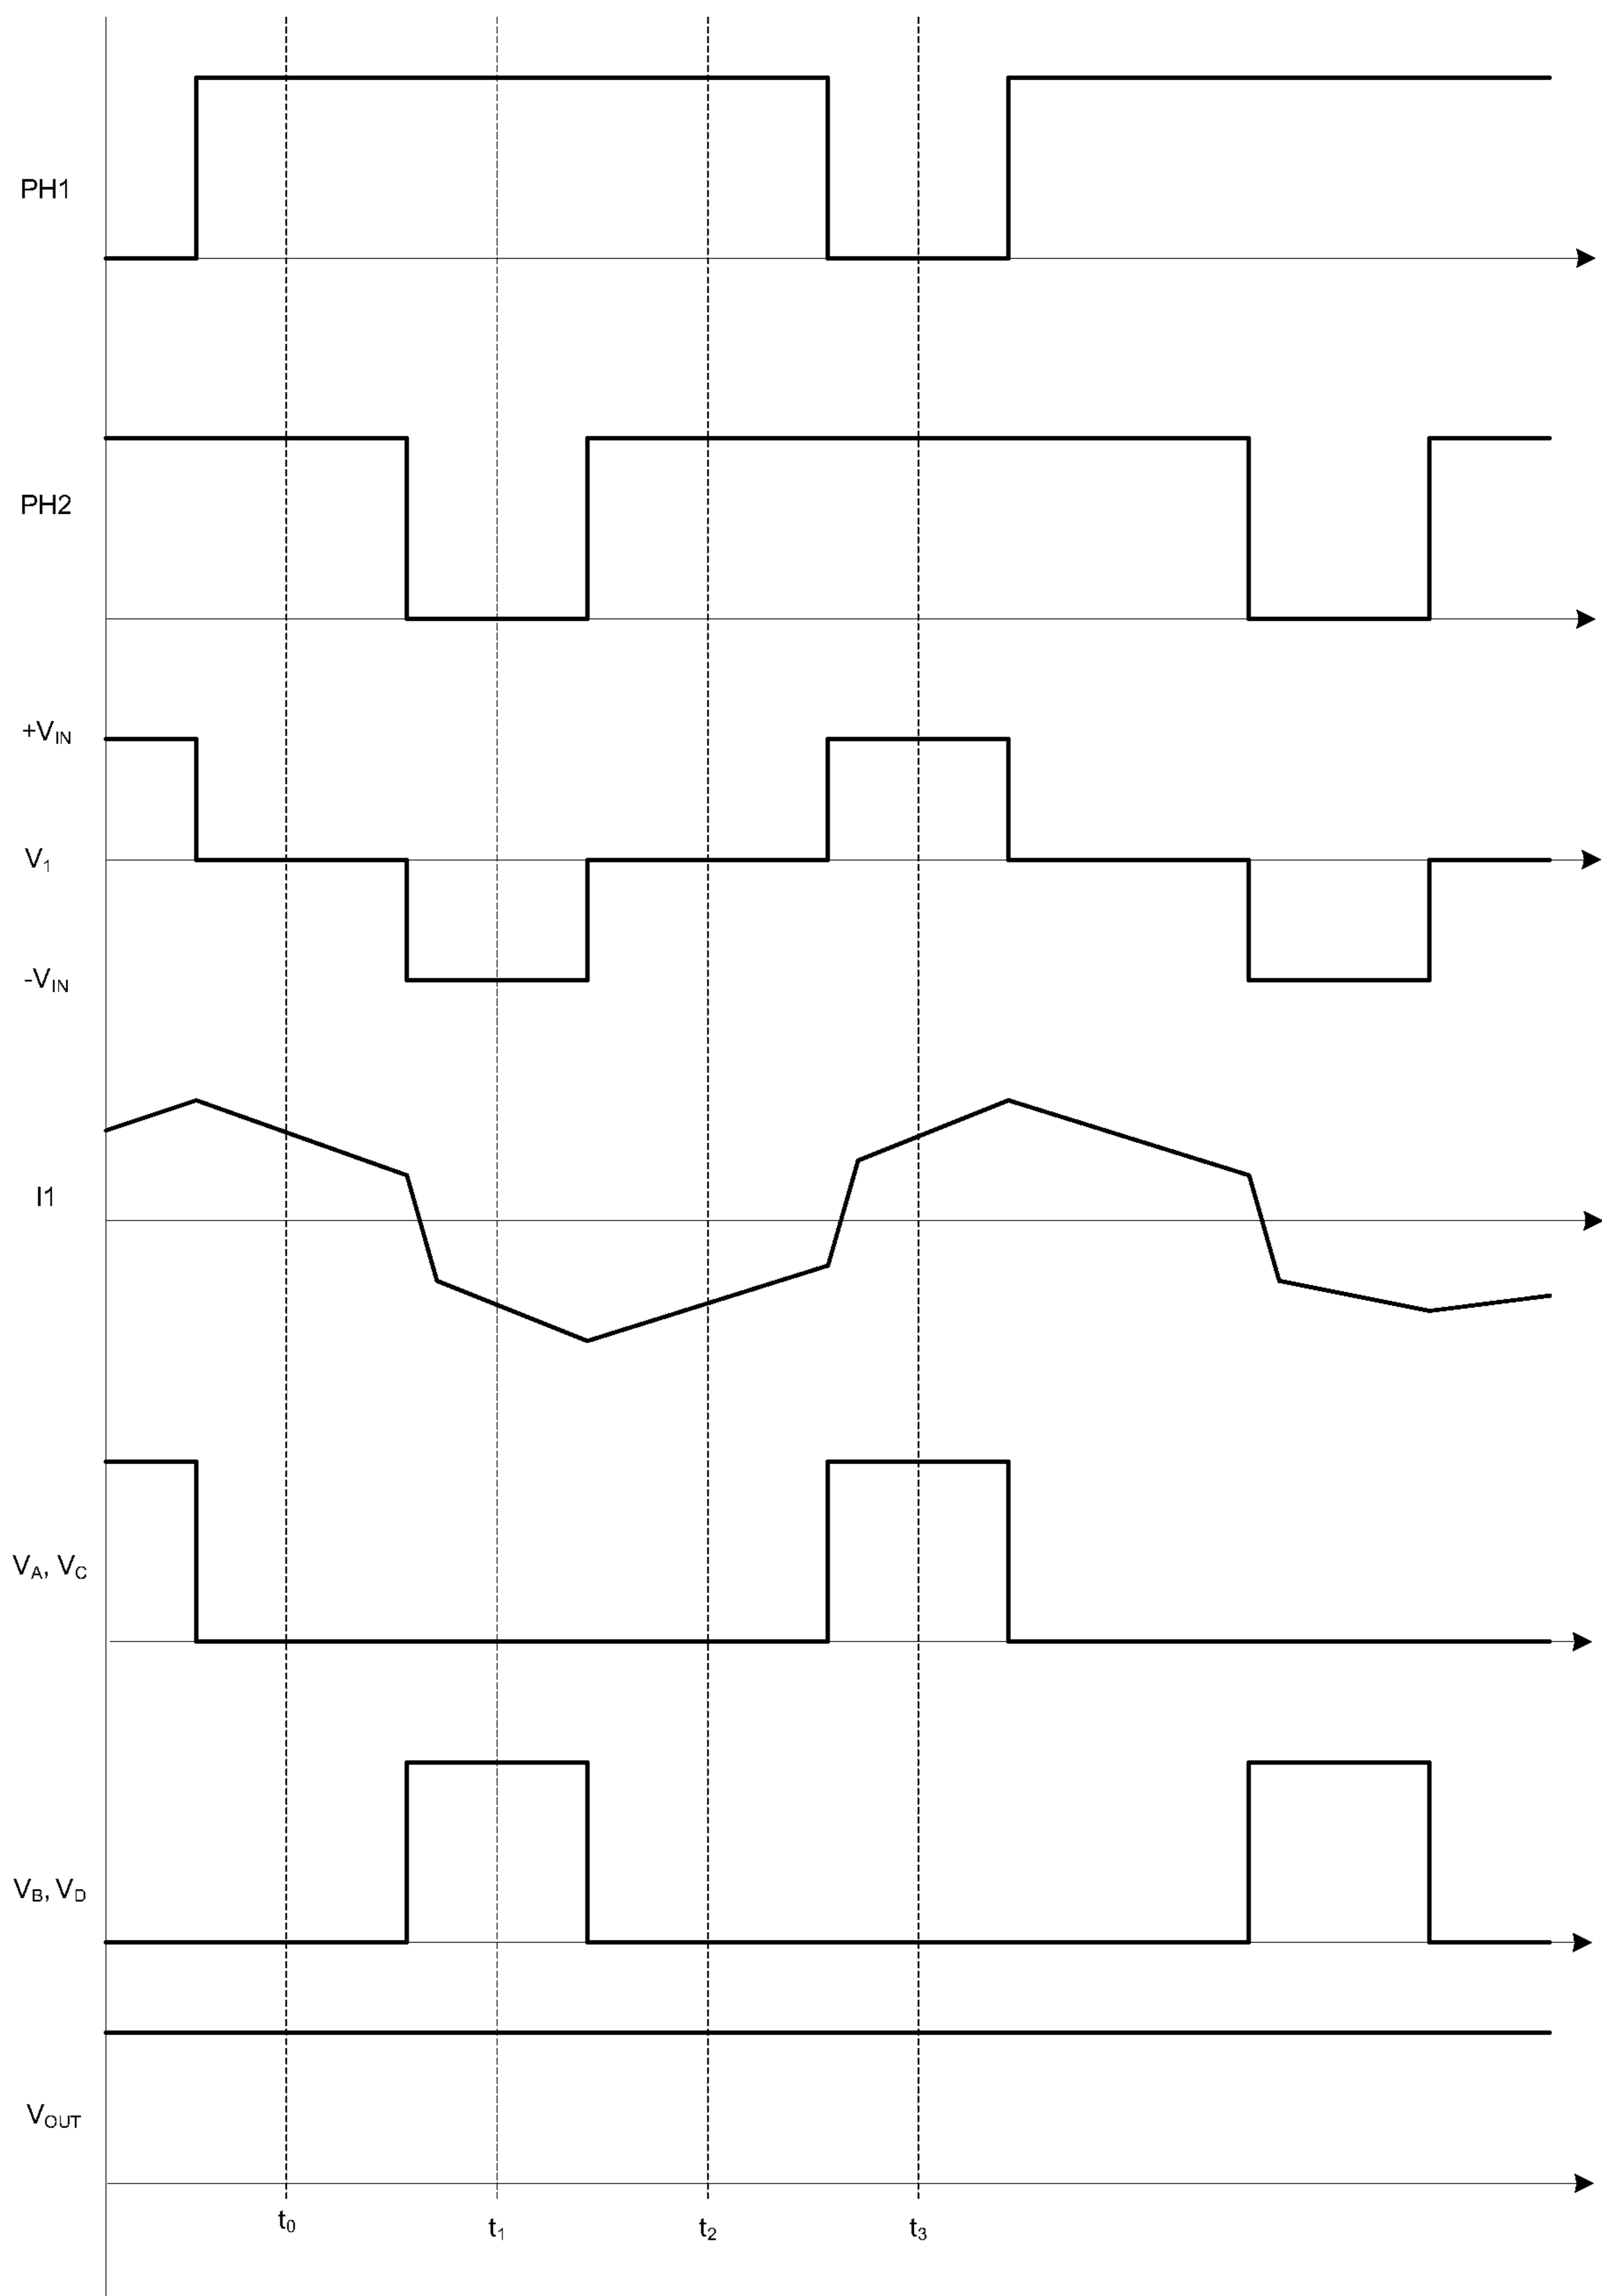 PH1
PH2
+V_IN
V_1
-V_IN
I1
V_A, V_C
V_B, V_D
V_OUT
t_0 t_1 t_2 t_3